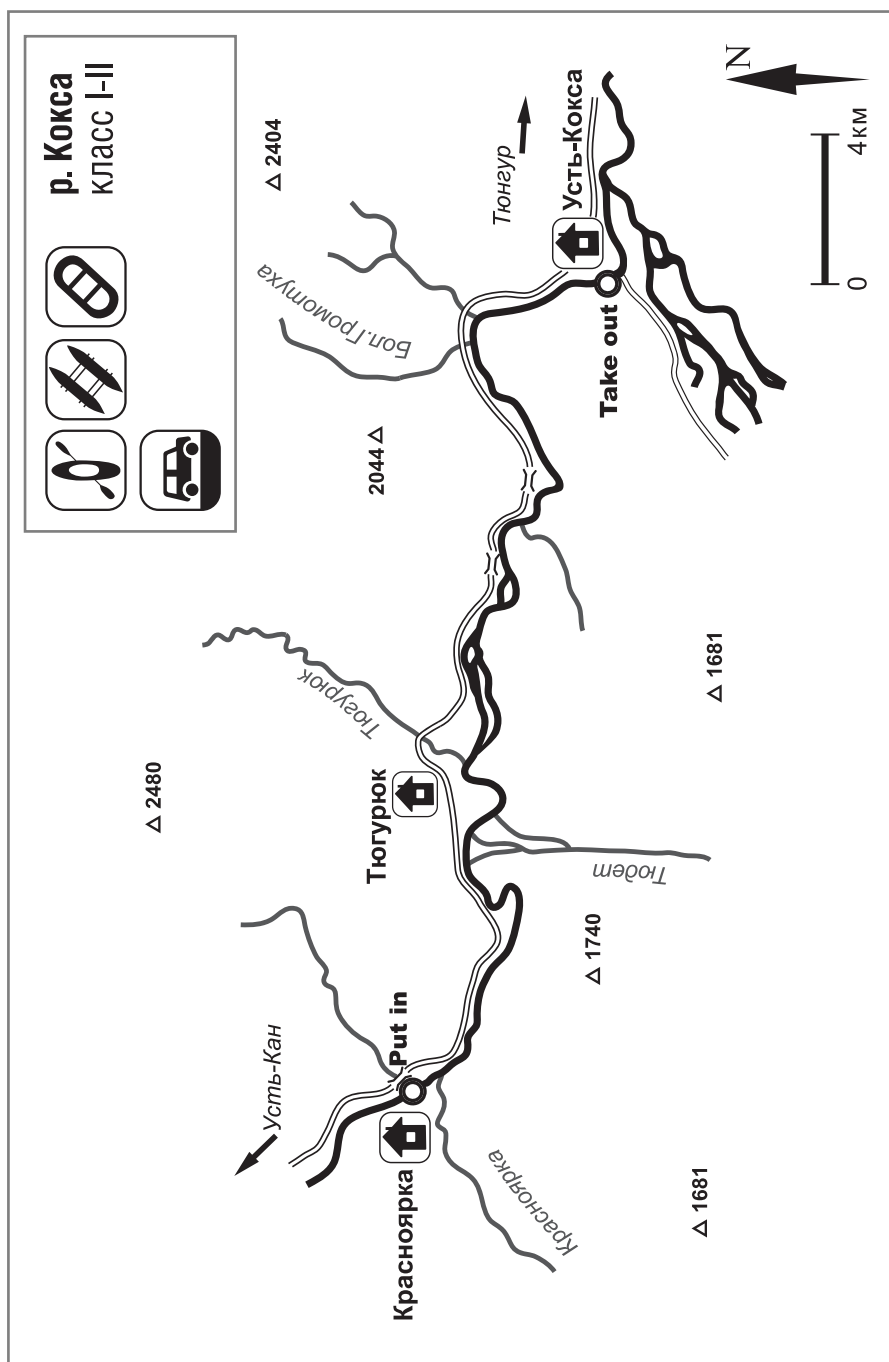 р. Кокса
класс I-II
2404
Тюнгур
Усть-Кокса
N
Бол.Громотуха
4км
0
Take out
2044
Тюгурюк
1681
2480
Тюгурюк
Тюдет
1740
Put in
Усть-Кан
Красноярка
Красноярка
1681